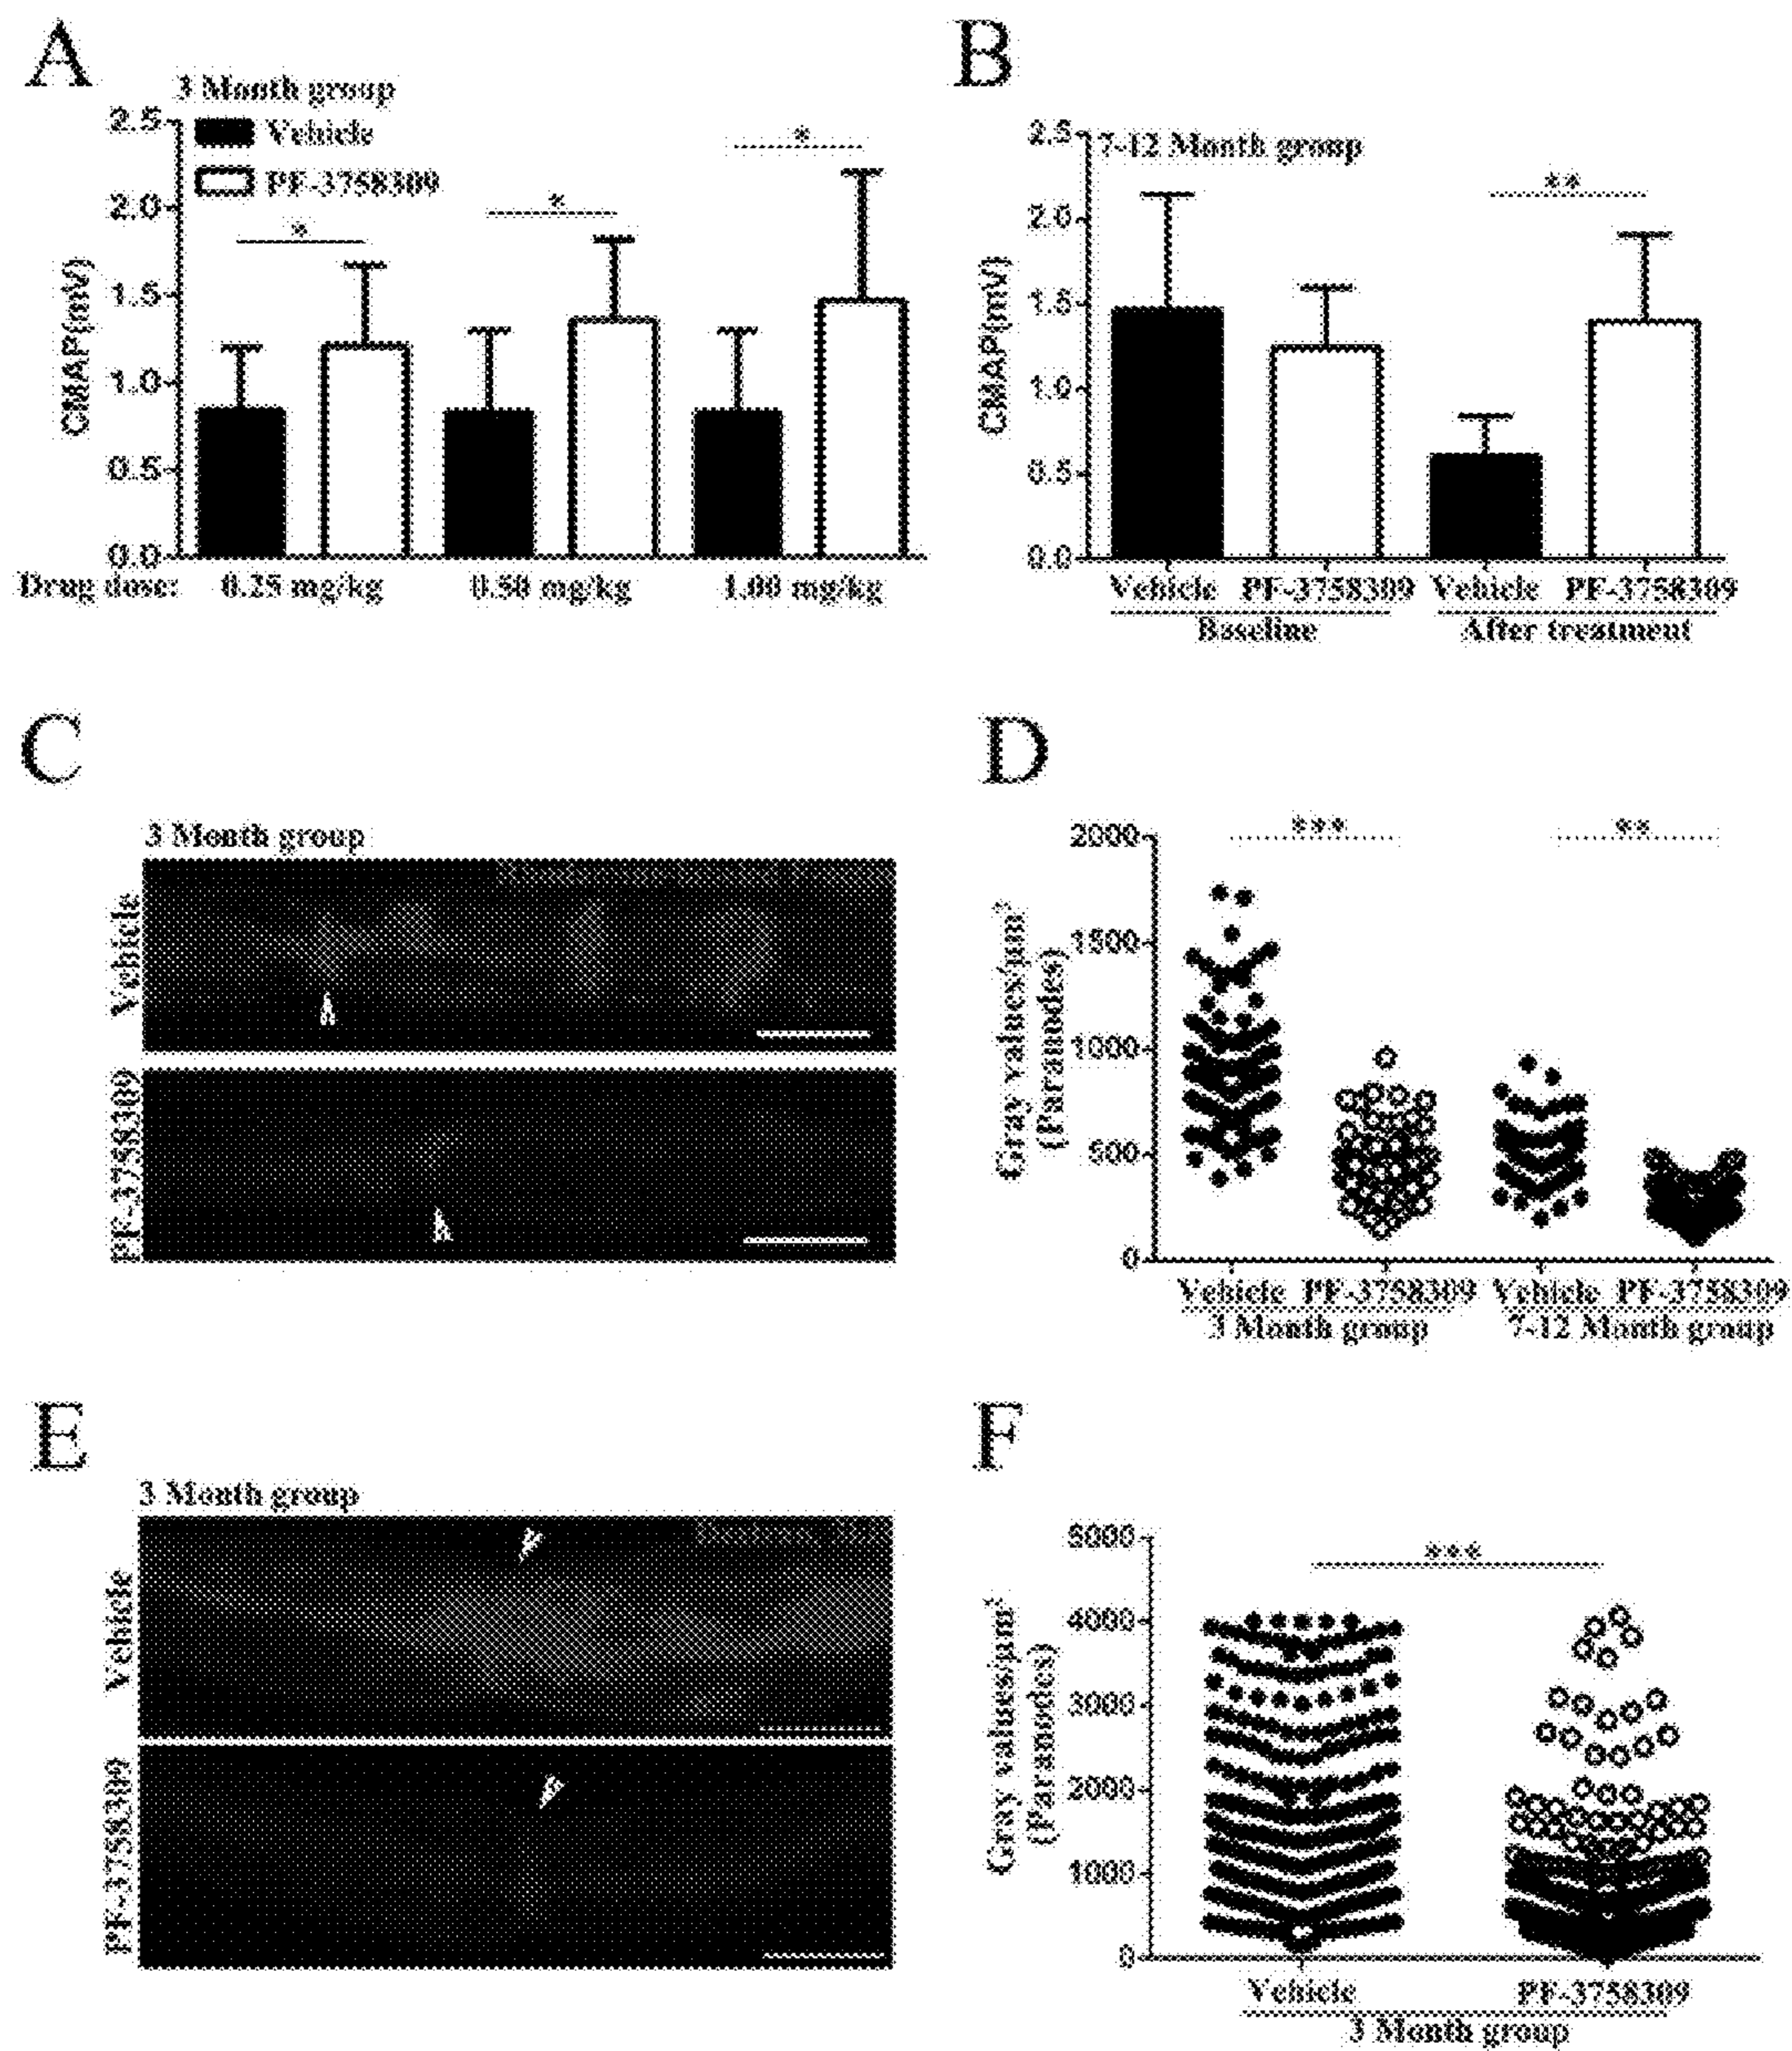 A
3 Month group
Vehicle
PF-3758309
CMAP(mV)
2.5
2.0
1.5
1.0
0.5
0.0
*
*
*
Drug dose: 0.25 mg/kg 0.50 mg/kg 1.00 mg/kg
B
7-12 Month group
CMAP(mV)
2.5
2.0
1.5
1.0
0.5
0.0
**
Vehicle PF-3758309 Vehicle PF-3758309
Baseline After treatment
C
3 Month group
Vehicle
PF-3758309
D
Gray values/μm²
(Paranodes)
2000
1500
1000
500
0
***
**
Vehicle PF-3758309 Vehicle PF-3758309
3 Month group 7-12 Month group
E
3 Month group
Vehicle
PF-3758309
F
Gray values/μm²
(Paranodes)
5000
4000
3000
2000
1000
0
***
Vehicle PF-3758309
3 Month group